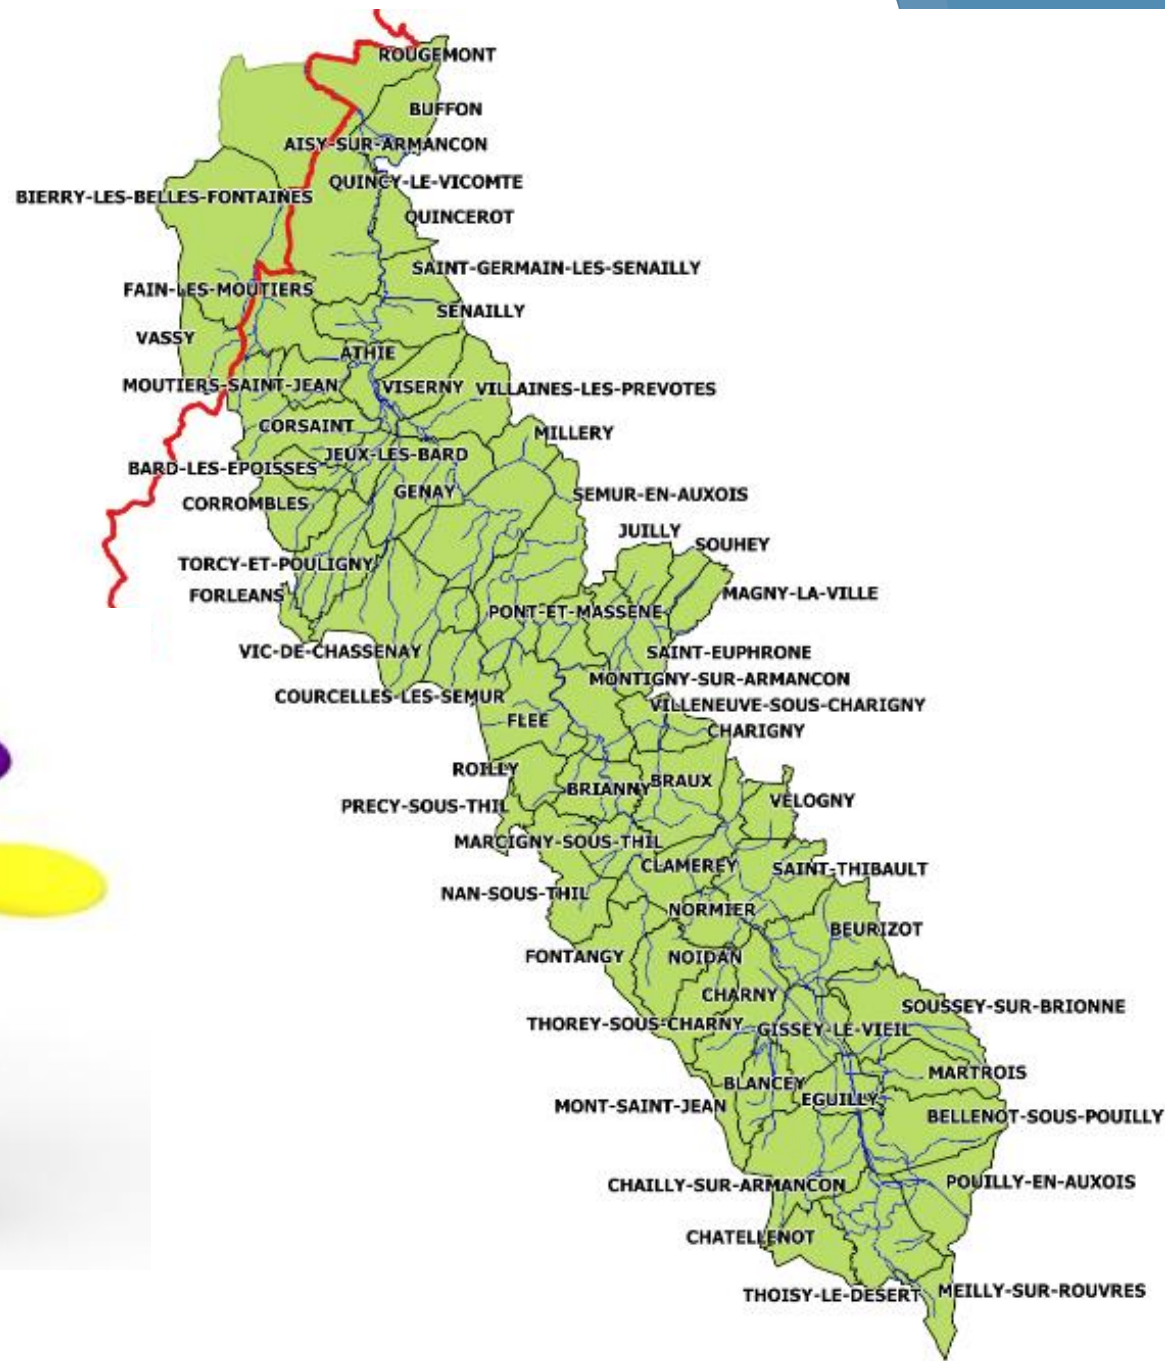 ROUGEMONT
BUFFON
AISY-SUR-ARMANCON
QUINCY-LE-VICOMTE
BIERRY-LES-BELLES-FONTAINES
QUINCEROT
SAINT-GERMAIN-LES-SENAILLY
FAIN-LES-MOUTIERS
SENAILLY
VASSY
ATHIE
MOUTIERS-SAINT-JEAN
VISERNY
VILLAINES-LES-PREVOTES
CORSAINT
MILLERY
JEUX-LES-BARD
BARD-LES-EPOISSES
GENAY
SEMUR-EN-AUXOIS
CORROMBLES
JUILLY
SOUHEY
TORCY-ET-POULIGNY
FORLEANS
MAGNY-LA-VILLE
PONT-ET-MASSENE
VIC-DE-CHASSENAY
SAINT-EUPHRONE
MONTIGNY-SUR-ARMANCON
COURCELLES-LES-SEMUR
VILLENEUVE-SOUS-CHARIGNY
FLEE
CHARIGNY
ROILLY
BRIANNY
BRAUX
PRECY-SOUS-THIL
VELOGNY
MARCIGNY-SOUS-THIL
CLAMEREY
SAINT-THIBAULT
NAN-SOUS-THIL
NORMIER
BEURIZOT
FONTANGY
NOIDAN
CHARNY
SOUSSEY-SUR-BRIONNE
THOREY-SOUS-CHARNY
GISSEY-LE-VIEIL
MARTROIS
BLANCEY
EGUILLY
MONT-SAINT-JEAN
BELLENOT-SOUS-POUILLY
CHAILLY-SUR-ARMANCON
POUILLY-EN-AUXOIS
CHATELLENOT
THOISY-LE-DESERT
MEILLY-SUR-ROUVRES